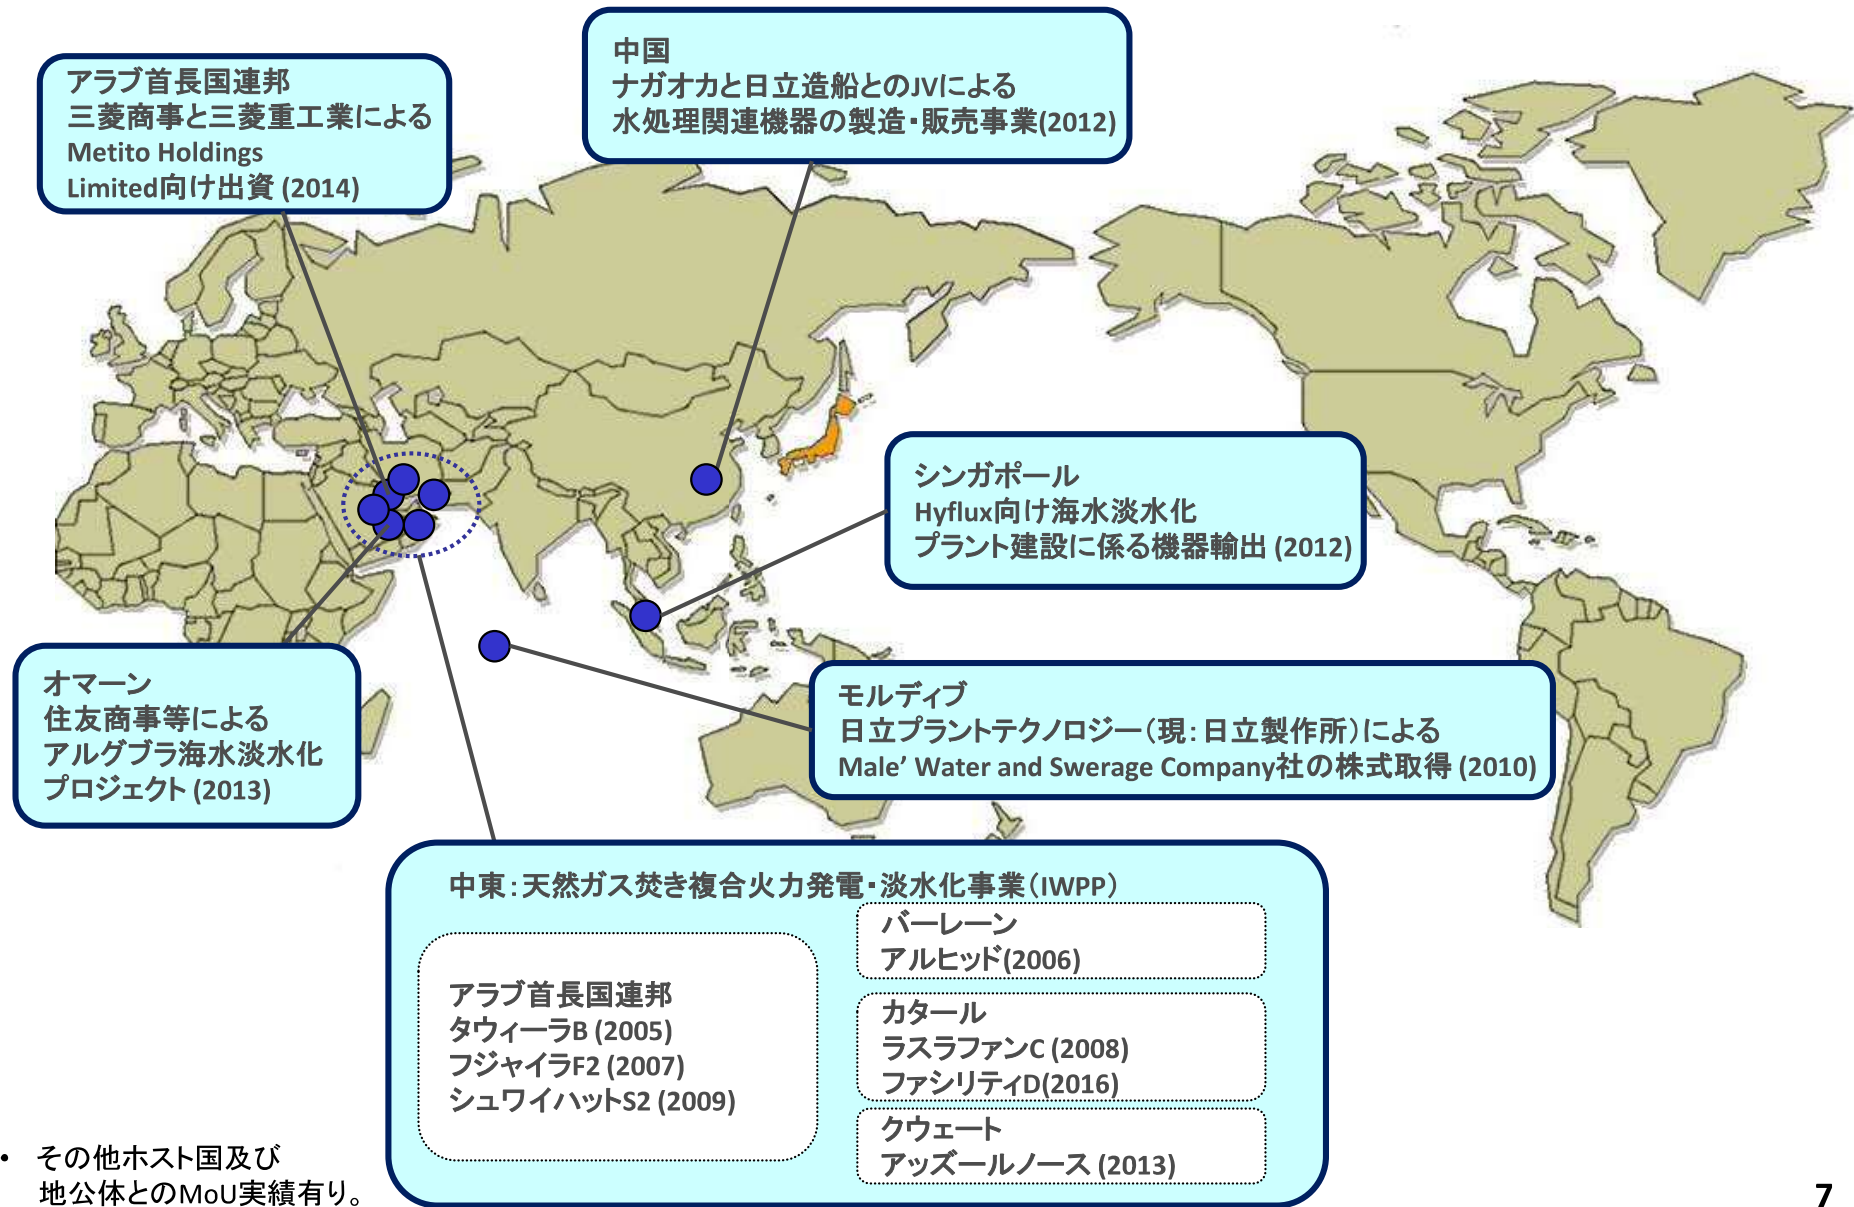 アラブ首長国連邦
三菱商事と三菱重工業による
Metito Holdings
Limited向け出資 (2014)
中国
ナガオカと日立造船とのJVによる
水処理関連機器の製造・販売事業(2012)
シンガポール
Hyflux向け海水淡水化
プラント建設に係る機器輸出 (2012)
オマーン
住友商事等による
アルグブラ海水淡水化
プロジェクト (2013)
モルディブ
日立プラントテクノロジー（現：日立製作所）による
Male’ Water and Swerage Company社の株式取得 (2010)
中東：天然ガス焚き複合火力発電・淡水化事業（IWPP）
アラブ首長国連邦
タウィーラB (2005)
フジャイラF2 (2007)
シュワイハットS2 (2009)
バーレーン
アルヒッド(2006)
カタール
ラスラファンC (2008)
ファシリティD(2016)
クウェート
アッズールノース (2013)
• その他ホスト国及び
地公体とのMoU実績有り。
7